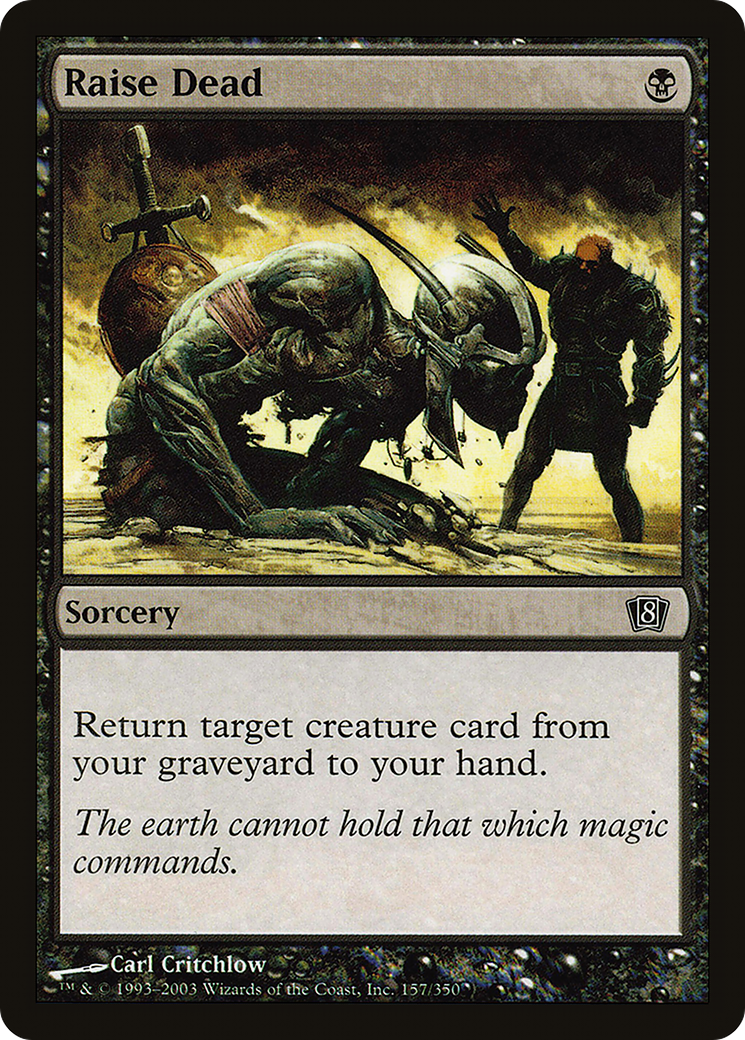 Raise Dead
Sorcery
8
Return target creature card from
your graveyard to your hand.
The earth cannot hold that which magic
commands.
Carl Critchlow
™ & © 1993–2003 Wizards of the Coast, Inc. 157/350